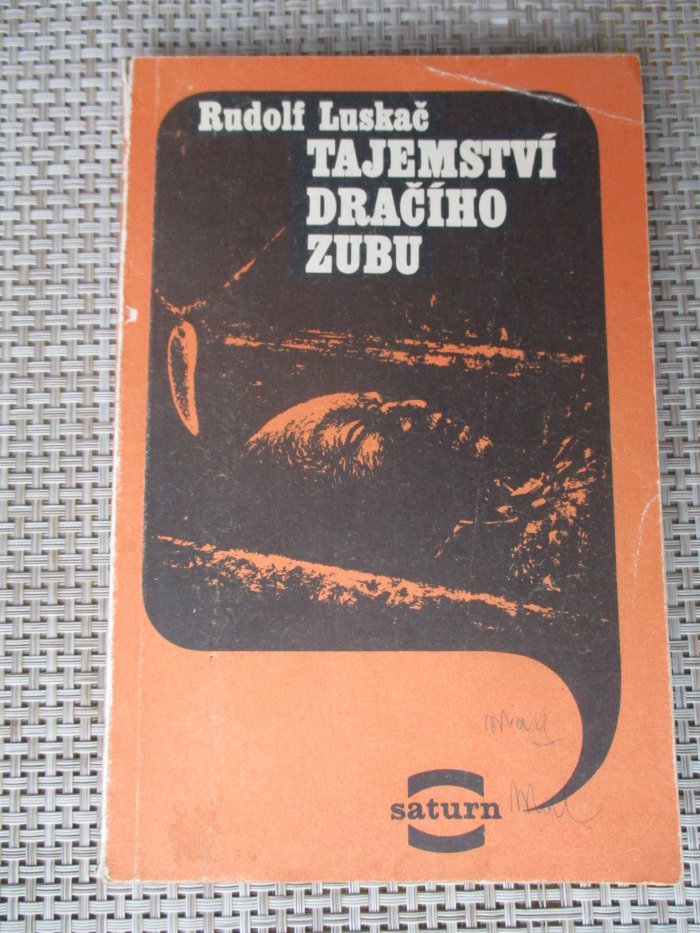 Rudolf Luskač
TAJEMSTVÍ
DRAČÍHO
ZUBU
saturn